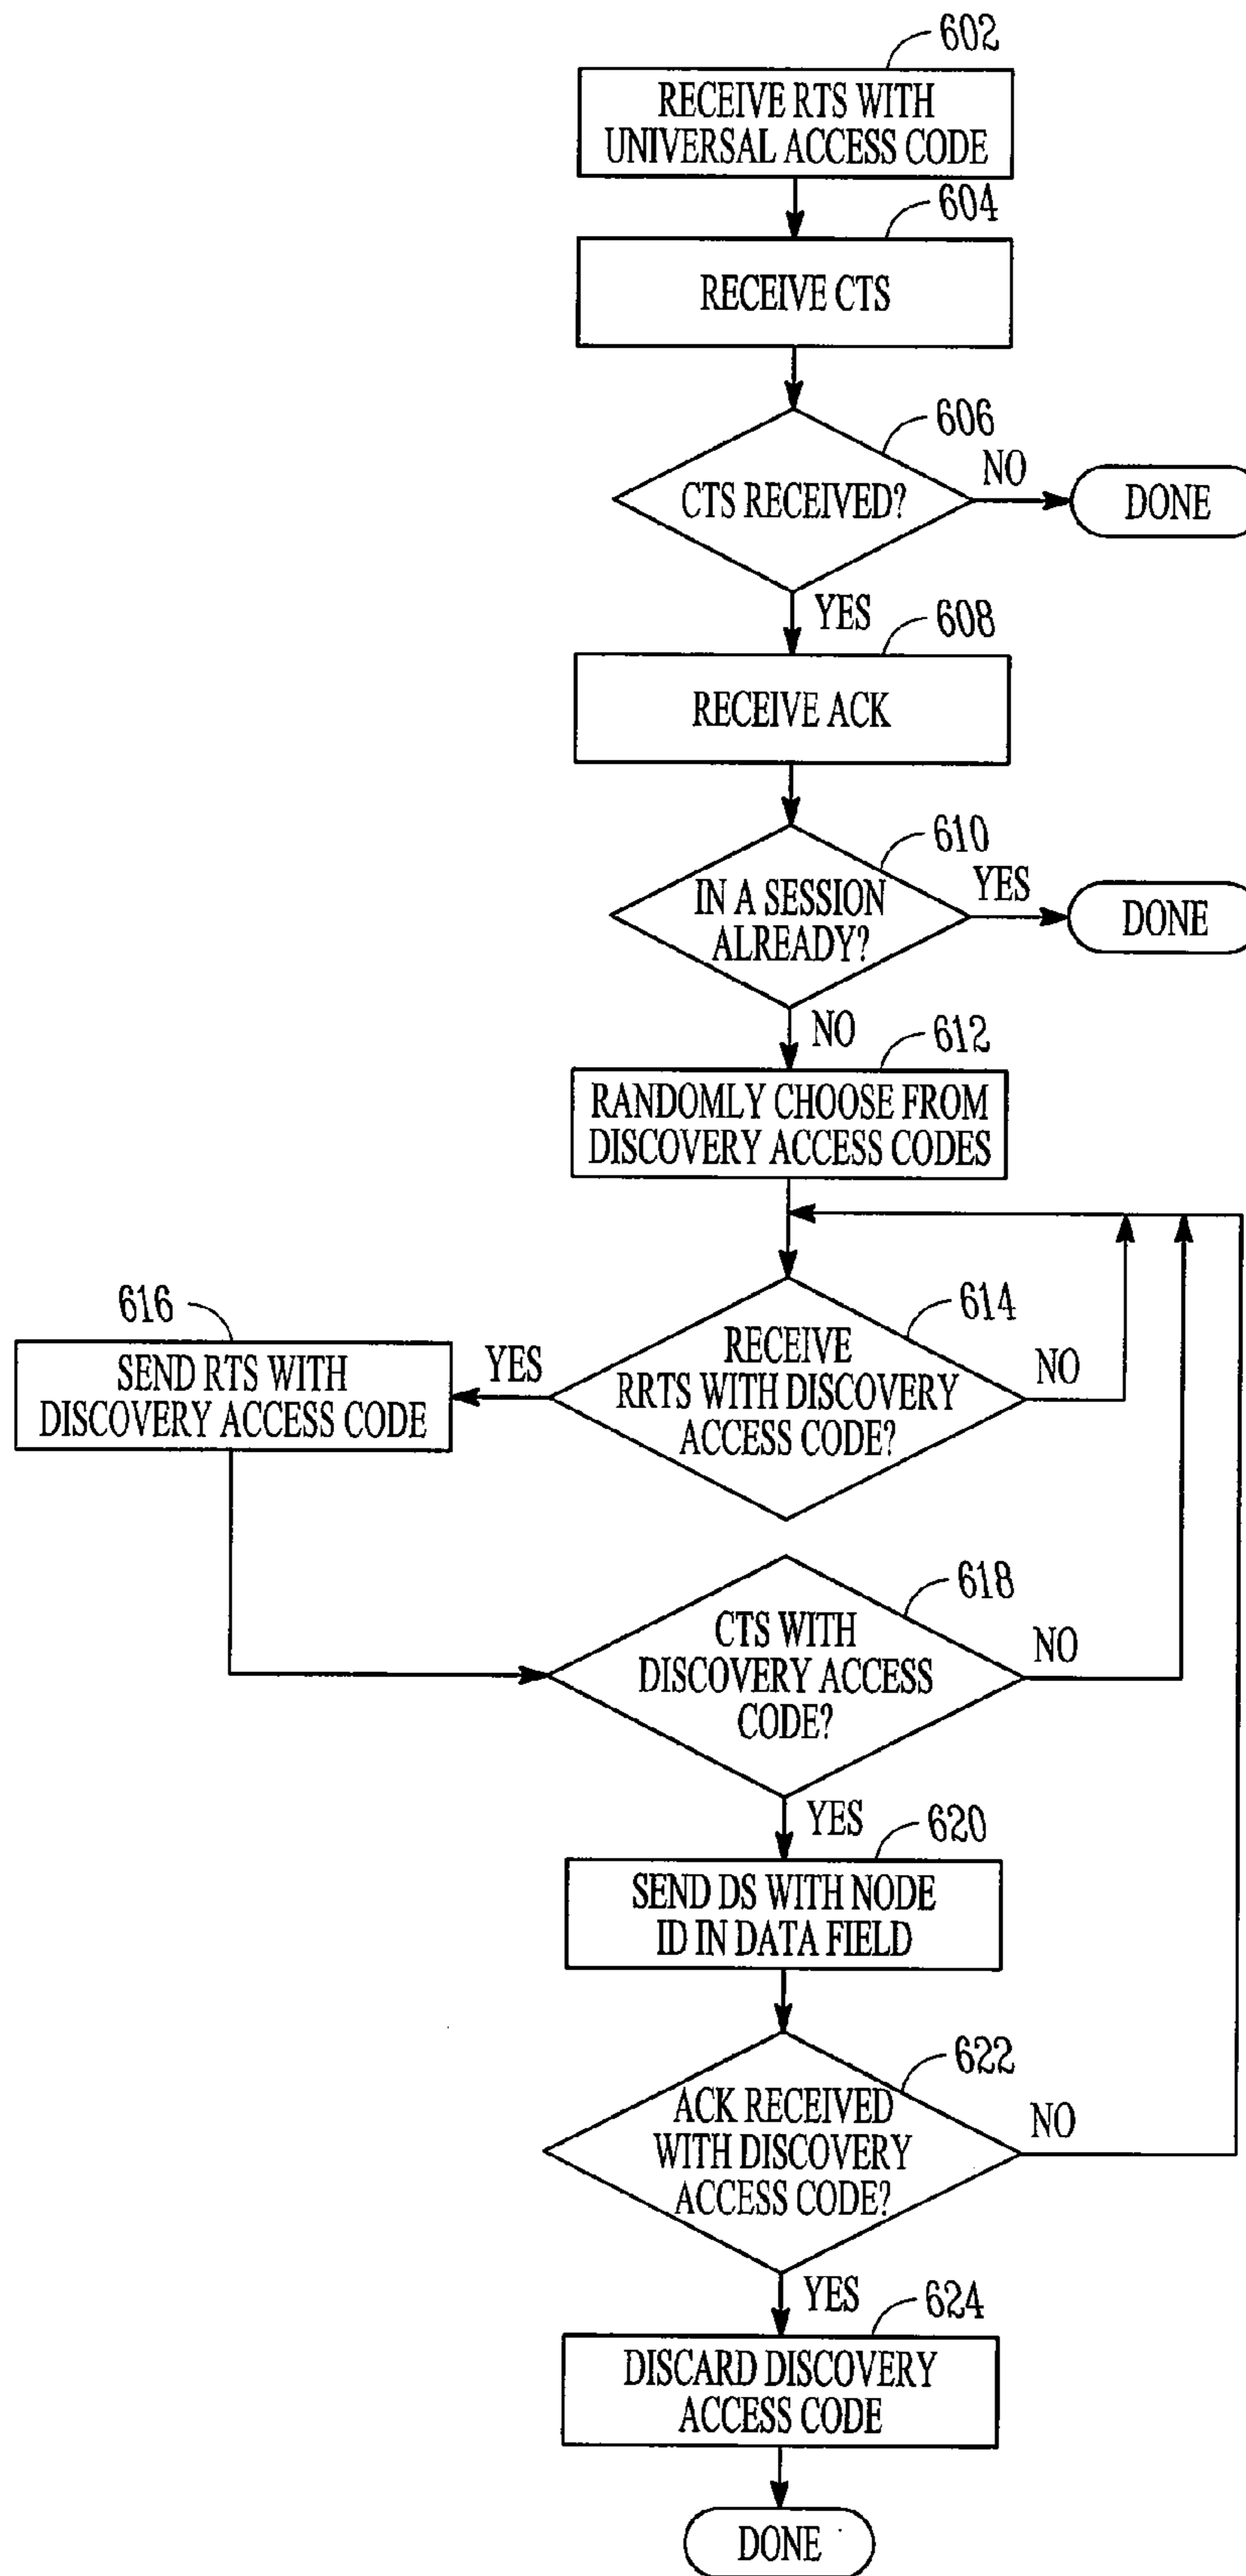 602
RECEIVE RTS WITH
UNIVERSAL ACCESS CODE
604
RECEIVE CTS
606
CTS RECEIVED?
NO
DONE
YES
608
RECEIVE ACK
610
IN A SESSION
ALREADY?
YES
DONE
NO
612
RANDOMLY CHOOSE FROM
DISCOVERY ACCESS CODES
614
RECEIVE
RRTS WITH DISCOVERY
ACCESS CODE?
NO
YES
616
SEND RTS WITH
DISCOVERY ACCESS CODE
618
CTS WITH
DISCOVERY ACCESS
CODE?
NO
YES
620
SEND DS WITH NODE
ID IN DATA FIELD
622
ACK RECEIVED
WITH DISCOVERY
ACCESS CODE?
NO
YES
624
DISCARD DISCOVERY
ACCESS CODE
DONE